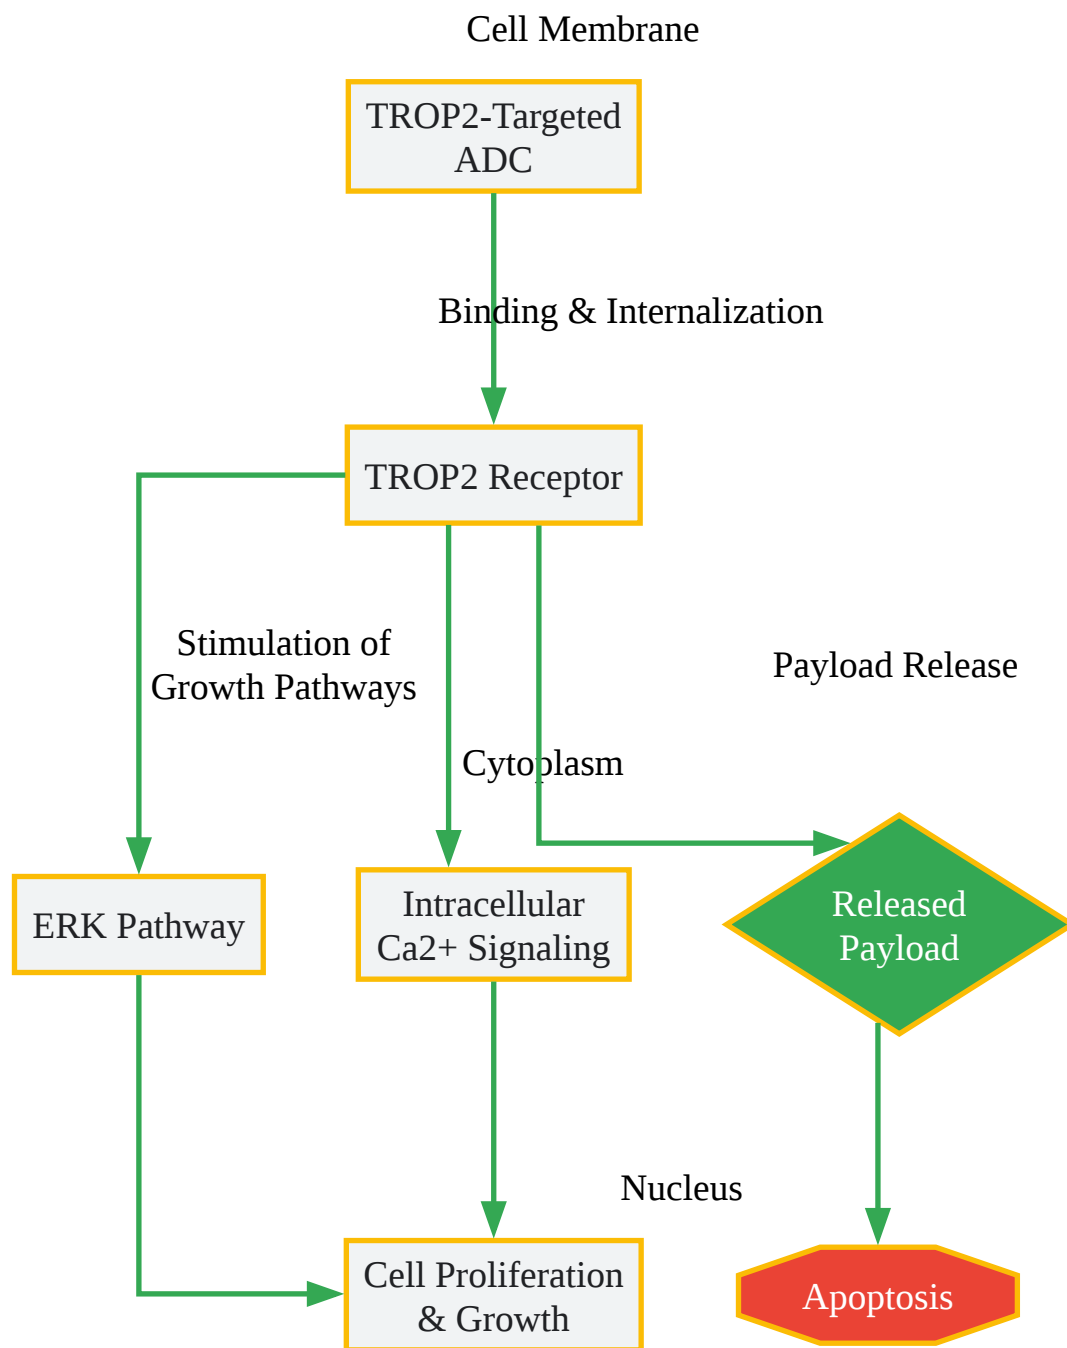 Cell Membrane
TROP2-Targeted
ADC
Binding & Internalization
TROP2 Receptor
Stimulation of
Growth Pathways
Payload Release
Cytoplasm
ERK Pathway
Intracellular
Ca2+ Signaling
Released
Payload
Nucleus
Cell Proliferation
& Growth
Apoptosis